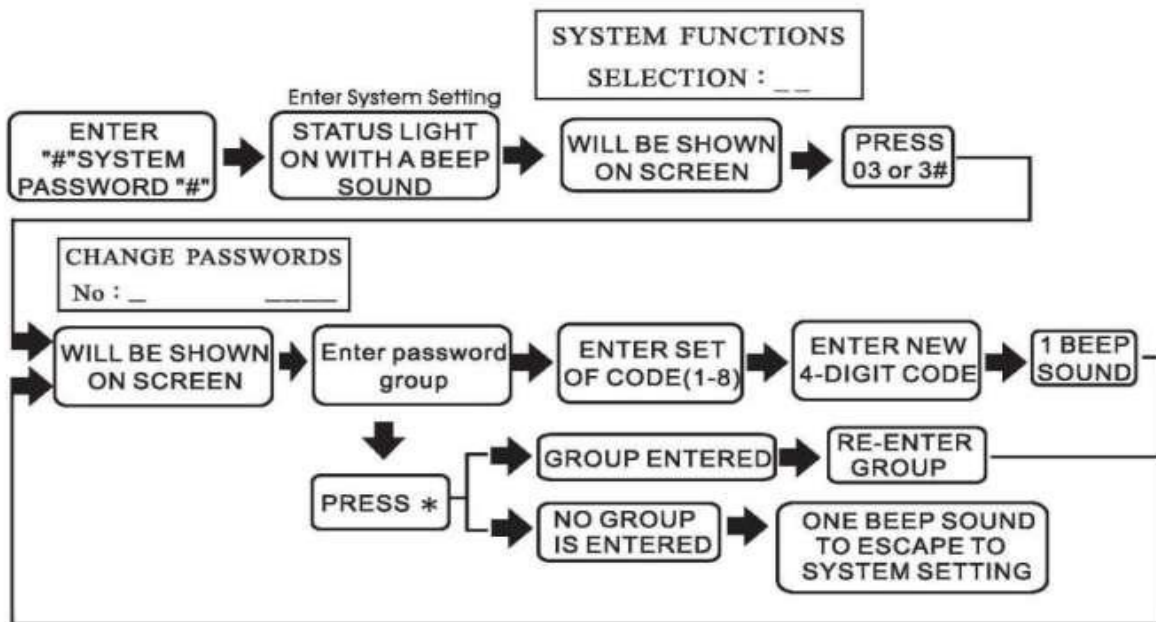 SYSTEM FUNCTIONS
SELECTION : _ _
Enter System Setting
ENTER
"#"SYSTEM
PASSWORD "#"
STATUS LIGHT
ON WITH A BEEP
SOUND
WILL BE SHOWN
ON SCREEN
PRESS
03 or 3#
CHANGE PASSWORDS
No : _ ____
WILL BE SHOWN
ON SCREEN
Enter password
group
ENTER SET
OF CODE(1-8)
ENTER NEW
4-DIGIT CODE
1 BEEP
SOUND
PRESS *
GROUP ENTERED
RE-ENTER
GROUP
NO GROUP
IS ENTERED
ONE BEEP SOUND
TO ESCAPE TO
SYSTEM SETTING